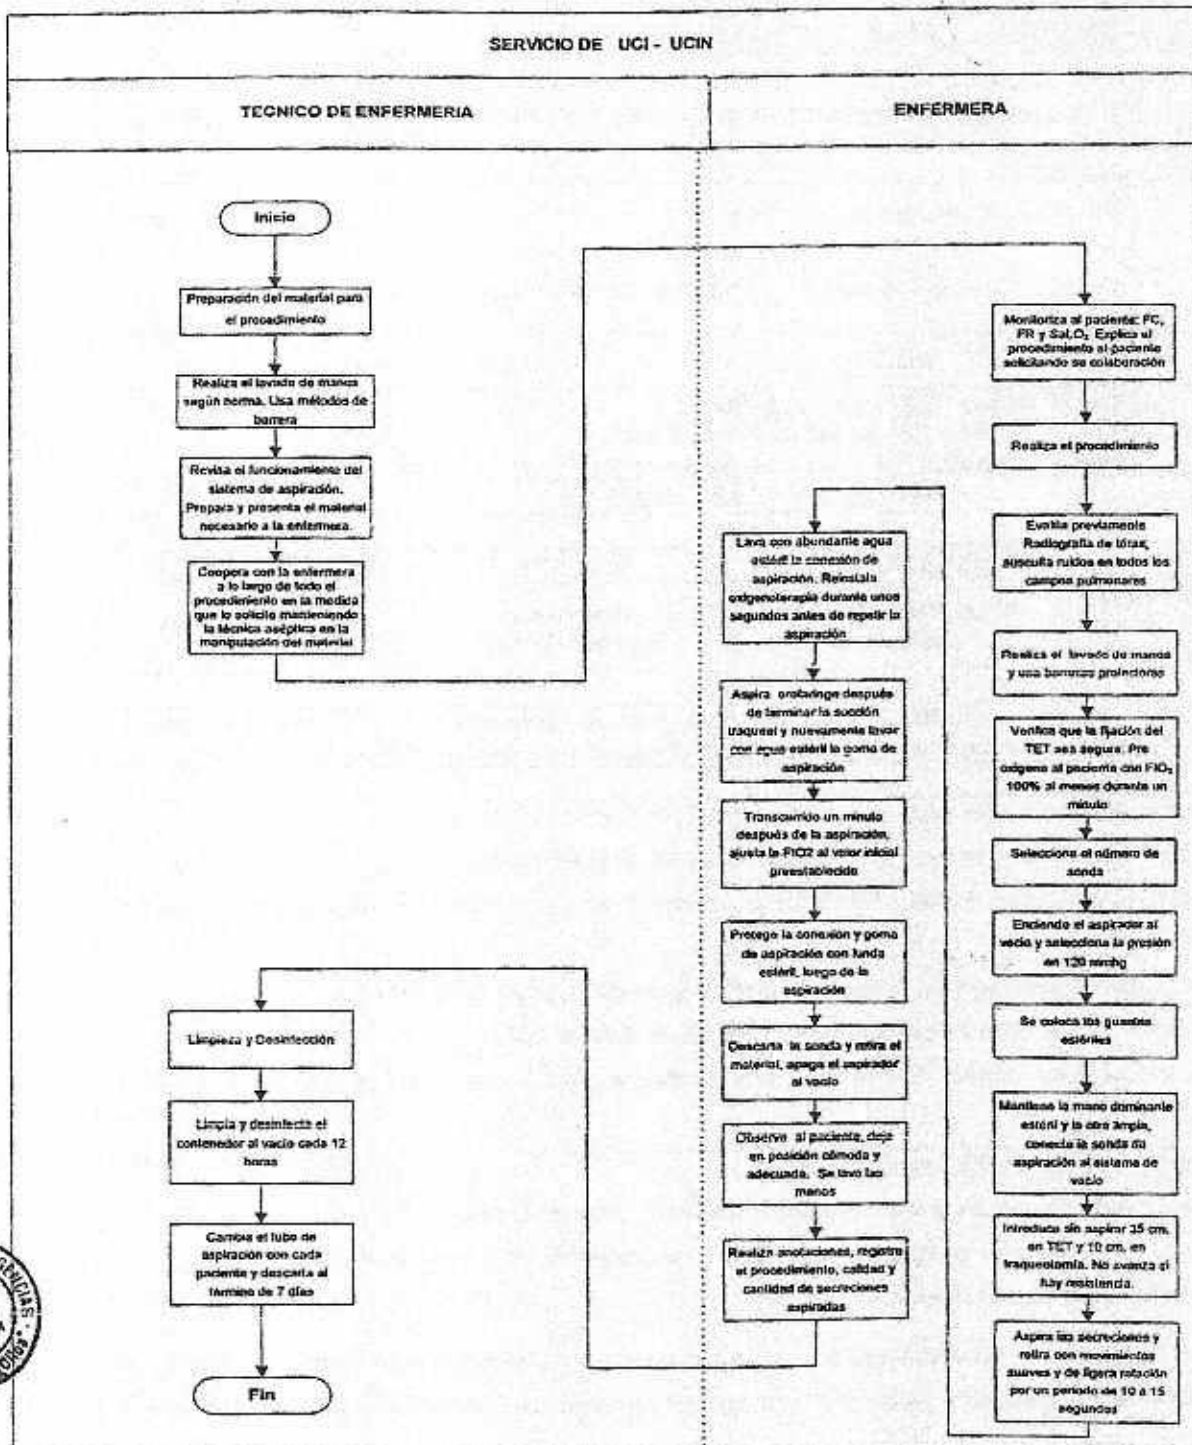 SERVICIO DE UCI - UCIN
TECNICO DE ENFERMERIA
ENFERMERA
Inicio
Preparación del material para
el procedimiento
Realiza el lavado de manos
según norma. Usa métodos de
barrera
Revisa el funcionamiento del
sistema de aspiración.
Prepara y presenta el material
necesario a la enfermera.
Coopera con la enfermera
a lo largo de todo el
procedimiento en la medida
que lo solicite manteniendo
la técnica aséptica en la
manipulación del material
Monitoriza al paciente: FC,
FR y Sat.O₂ Explica el
procedimiento al paciente
solicitando su colaboración
Realiza el procedimiento
Evalúa previamente
Radiografía de tórax,
ausculta ruidos en todos los
campos pulmonares
Realiza el lavado de manos
y usa barreras protectoras
Verifica que la fijación del
TET sea segura. Pre
oxigena al paciente con FIO₂
100% al menos durante un
minuto
Selecciona el número de
sonda
Enciende el aspirador al
vacío y selecciona la presión
en 120 mmhg
Se coloca los guantes
estériles
Mantiene la mano dominante
estéril y la otra limpia,
conecta la sonda de
aspiración al sistema de
vacío
Introduce sin aspirar 35 cm.
en TET y 10 cm. en
traqueotomía. No avanza si
hay resistencia.
Aspira las secreciones y
retira con movimientos
suaves y de ligera rotación
por un periodo de 10 a 15
segundos
Lava con abundante agua
estéril la conexión de
aspiración. Reinstala
oxigenoterapia durante unos
segundos antes de repetir la
aspiración
Aspira orofaringe después
de terminar la succión
traqueal y nuevamente lavar
con agua estéril la goma de
aspiración
Transcurrido un minuto
después de la aspiración,
ajusta la FIO2 al valor inicial
preestablecido
Protege la conexión y goma
de aspiración con funda
estéril, luego de la
aspiración
Descarta la sonda y retira el
material, apaga el aspirador
al vacío
Observa al paciente, deja
en posición cómoda y
adecuada. Se lava las
manos
Realiza anotaciones, registra
el procedimiento, calidad y
cantidad de secreciones
aspiradas
Limpieza y Desinfección
Limpia y desinfecta el
contenedor al vacío cada 12
horas
Cambia el tubo de
aspiración con cada
paciente y descarta al
término de 7 días
Fin